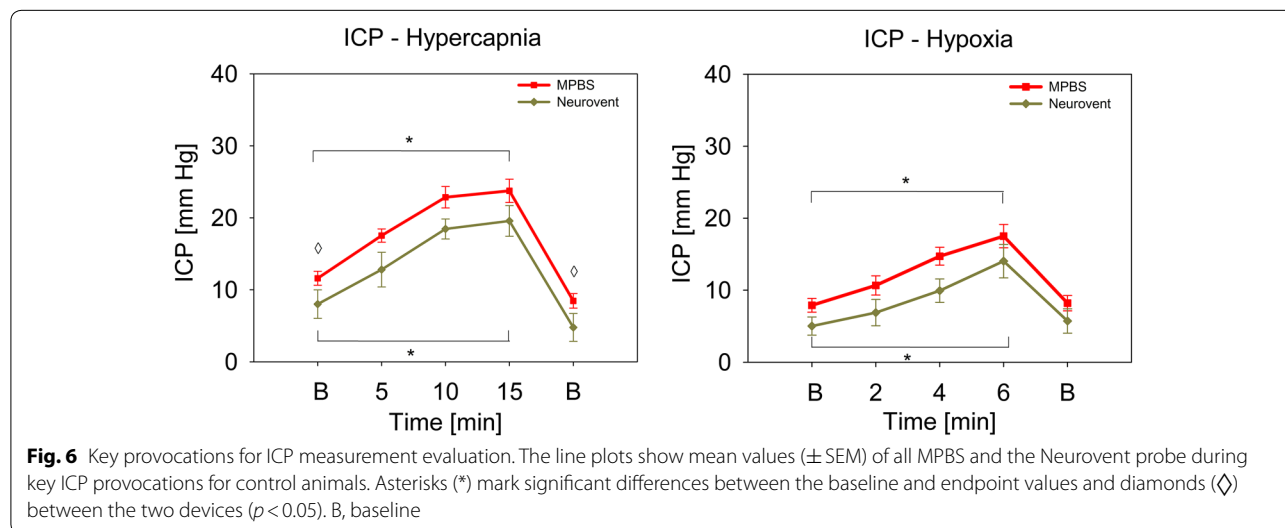 ICP - Hypercapnia
40
30
20
10
0
ICP [mm Hg]
MPBS
Neurovent
*
◊
◊
*
B 5 10 15 B
Time [min]
ICP - Hypoxia
40
30
20
10
0
ICP [mm Hg]
MPBS
Neurovent
*
*
B 2 4 6 B
Time [min]
Fig. 6 Key provocations for ICP measurement evaluation. The line plots show mean values (± SEM) of all MPBS and the Neurovent probe during
key ICP provocations for control animals. Asterisks (*) mark significant differences between the baseline and endpoint values and diamonds (◊)
between the two devices (p < 0.05). B, baseline